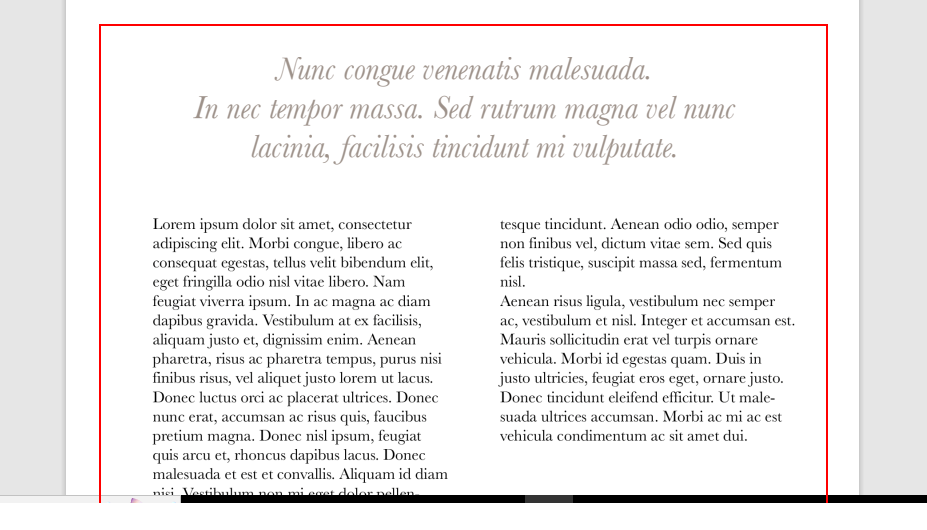 Nunc congue venenatis malesuada.
In nec tempor massa. Sed rutrum magna vel nunc
lacinia, facilisis tincidunt mi vulputate.
Lorem ipsum dolor sit amet, consectetur
adipiscing elit. Morbi congue, libero ac
consequat egestas, tellus velit bibendum elit,
eget fringilla odio nisl vitae libero. Nam
feugiat viverra ipsum. In ac magna ac diam
dapibus gravida. Vestibulum at ex facilisis,
aliquam justo et, dignissim enim. Aenean
pharetra, risus ac pharetra tempus, purus nisi
finibus risus, vel aliquet justo lorem ut lacus.
Donec luctus orci ac placerat ultrices. Donec
nunc erat, accumsan ac risus quis, faucibus
pretium magna. Donec nisl ipsum, feugiat
quis arcu et, rhoncus dapibus lacus. Donec
malesuada et est et convallis. Aliquam id diam
nisi. Vestibulum non mi eget dolor pellen-
tesque tincidunt. Aenean odio odio, semper
non finibus vel, dictum vitae sem. Sed quis
felis tristique, suscipit massa sed, fermentum
nisl.
Aenean risus ligula, vestibulum nec semper
ac, vestibulum et nisl. Integer et accumsan est.
Mauris sollicitudin erat vel turpis ornare
vehicula. Morbi id egestas quam. Duis in
justo ultricies, feugiat eros eget, ornare justo.
Donec tincidunt eleifend efficitur. Ut male-
suada ultrices accumsan. Morbi ac mi ac est
vehicula condimentum ac sit amet dui.